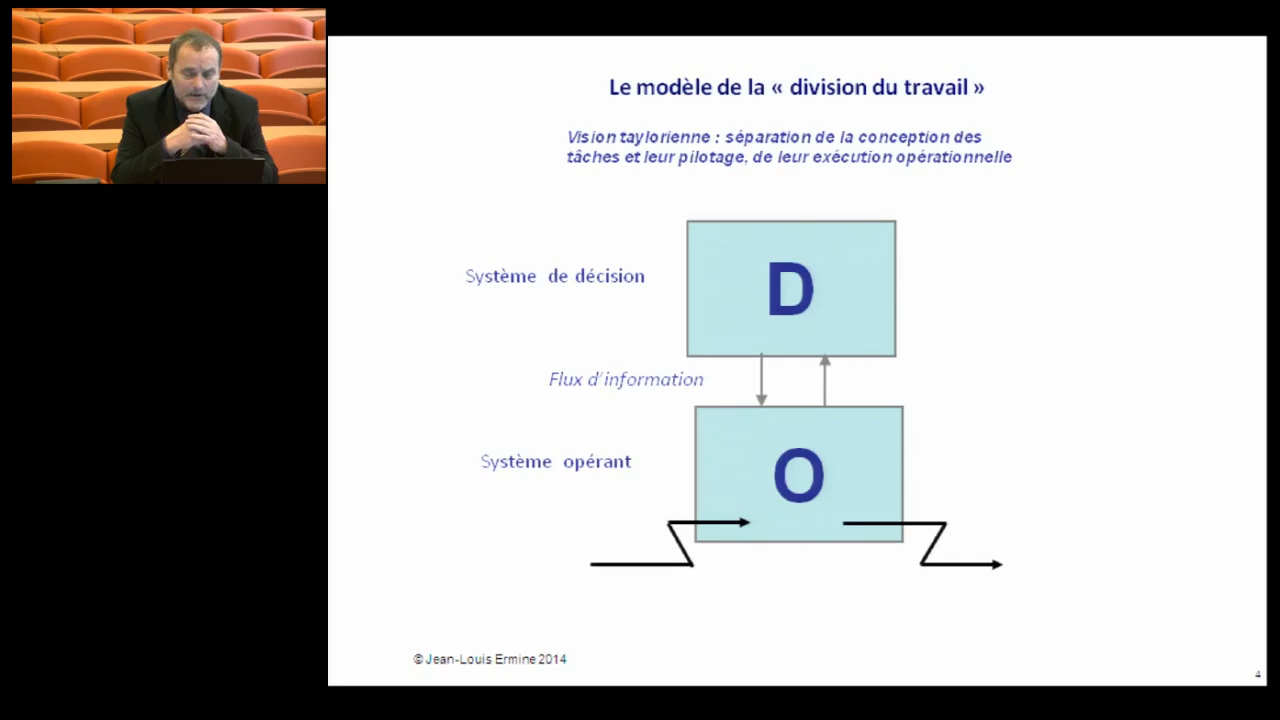 Le modèle de la « division du travail »
Vision taylorienne : séparation de la conception des
tâches et leur pilotage, de leur exécution opérationnelle
D
Système de décision
Flux d'information
O
Système opérant
© Jean-Louis Ermine 2014
4